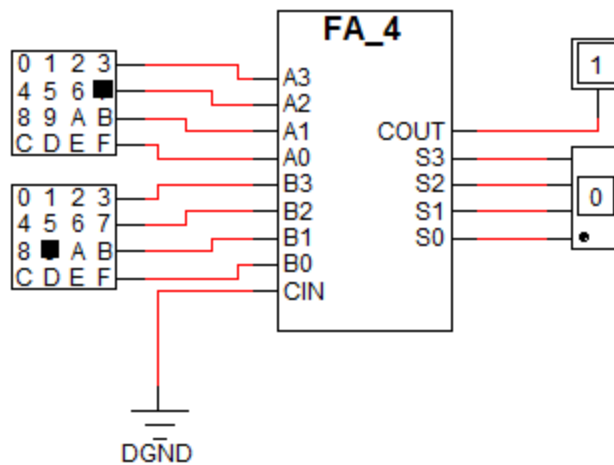 FA_4
0 1 2 3
4 5 6
8 9 A B
C D E F
0 1 2 3
4 5 6 7
8 A B
C D E F
A3
A2
A1
A0
B3
B2
B1
B0
CIN
COUT
S3
S2
S1
S0
1
0
DGND